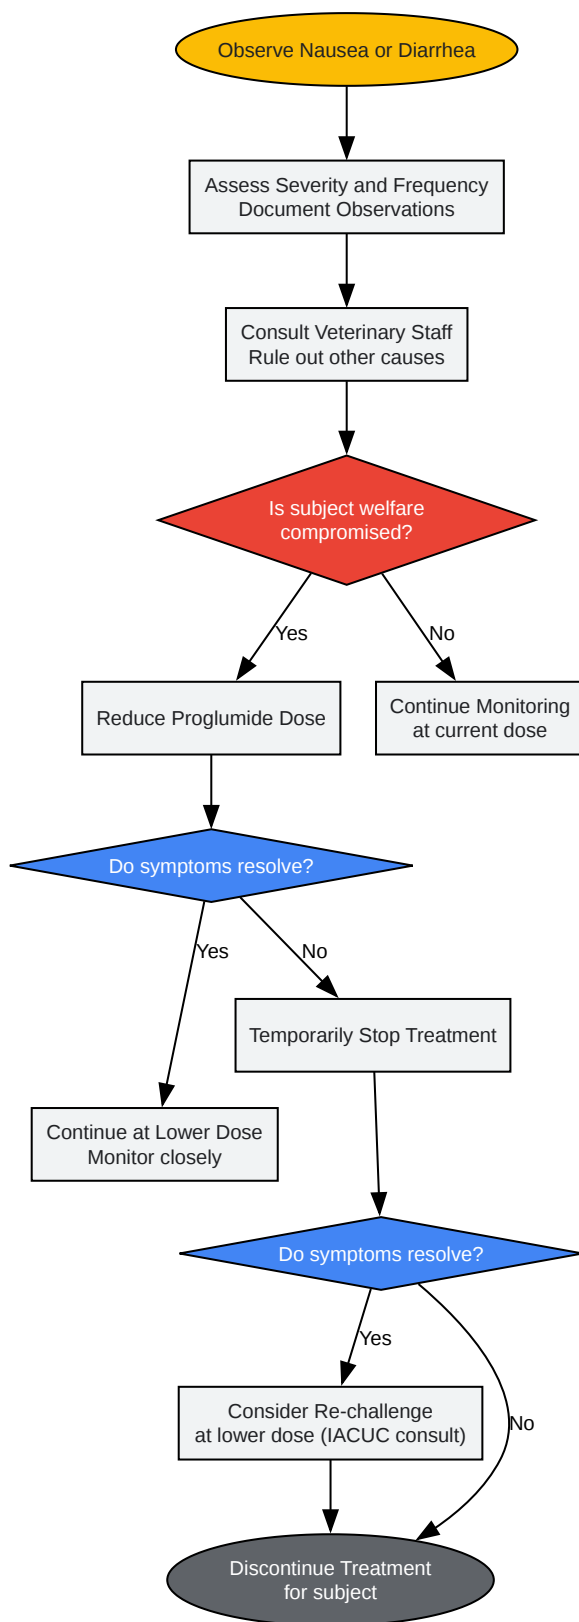 Observe Nausea or Diarrhea
Assess Severity and Frequency
Document Observations
Consult Veterinary Staff
Rule out other causes
Is subject welfare
compromised?
Yes
No
Reduce Proglumide Dose
Continue Monitoring
at current dose
Do symptoms resolve?
Yes
No
Temporarily Stop Treatment
Continue at Lower Dose
Monitor closely
Do symptoms resolve?
Yes
Consider Re-challenge
at lower dose (IACUC consult)
No
Discontinue Treatment
for subject